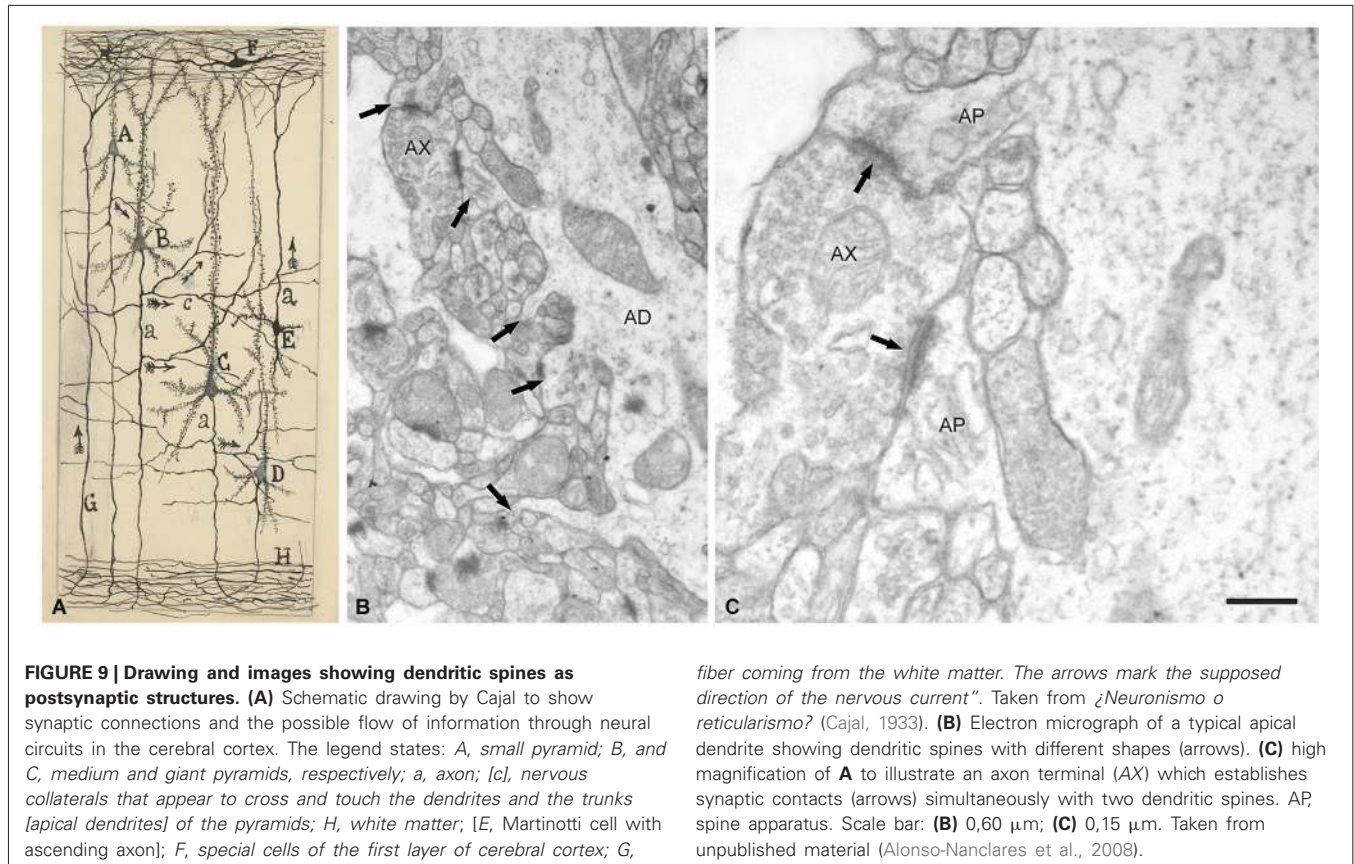 F
A
B
c
a
a
E
C
a
D
G
H
A
AX
AD
B
AP
AX
AP
C
FIGURE 9 | Drawing and images showing dendritic spines as
postsynaptic structures. (A) Schematic drawing by Cajal to show
synaptic connections and the possible flow of information through neural
circuits in the cerebral cortex. The legend states: A, small pyramid; B, and
C, medium and giant pyramids, respectively; a, axon; [c], nervous
collaterals that appear to cross and touch the dendrites and the trunks
[apical dendrites] of the pyramids; H, white matter; [E, Martinotti cell with
ascending axon]; F, special cells of the first layer of cerebral cortex; G,
fiber coming from the white matter. The arrows mark the supposed
direction of the nervous current”. Taken from ¿Neuronismo o
reticularismo? (Cajal, 1933). (B) Electron micrograph of a typical apical
dendrite showing dendritic spines with different shapes (arrows). (C) high
magnification of A to illustrate an axon terminal (AX) which establishes
synaptic contacts (arrows) simultaneously with two dendritic spines. AP,
spine apparatus. Scale bar: (B) 0,60 μm; (C) 0,15 μm. Taken from
unpublished material (Alonso-Nanclares et al., 2008).